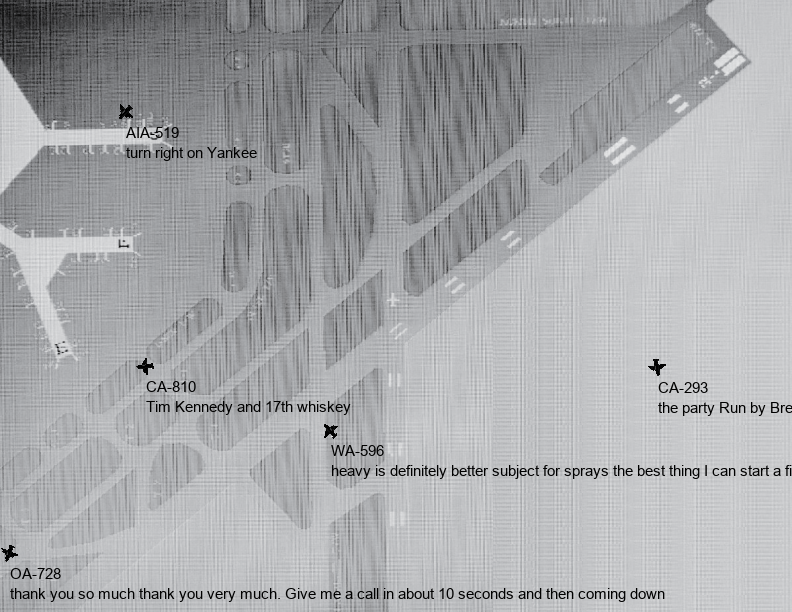 AIA-519
turn right on Yankee
CA-810
Tim Kennedy and 17th whiskey
CA-293
the party Run by Bre
WA-596
heavy is definitely better subject for sprays the best thing I can start a fi
OA-728
thank you so much thank you very much. Give me a call in about 10 seconds and then coming down